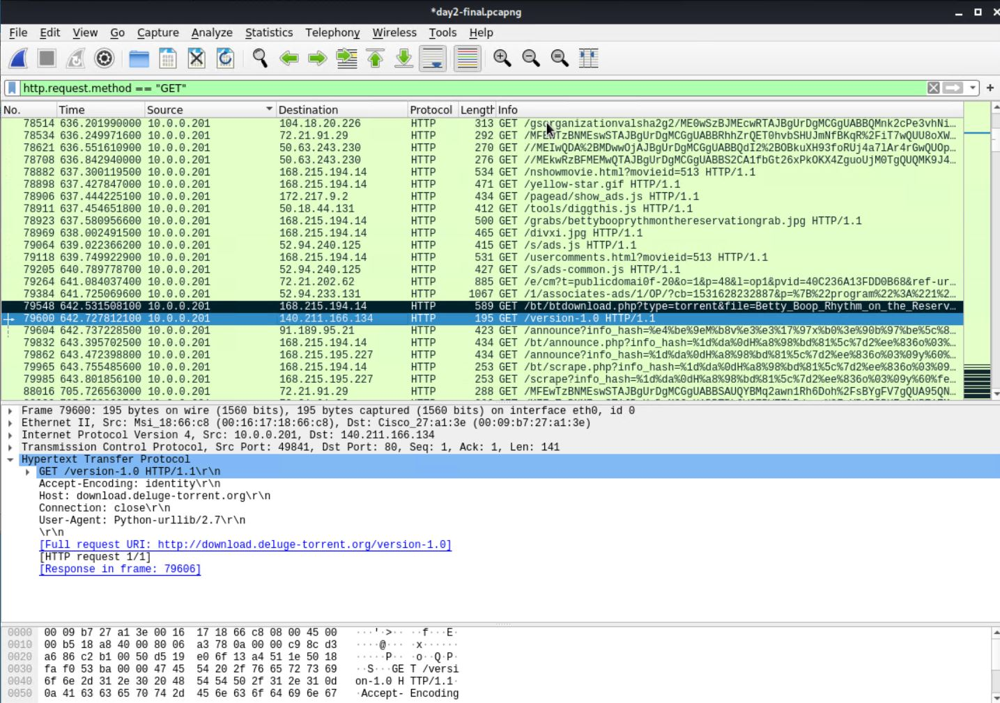 *day2-final.pcapng
File Edit View Go Capture Analyze Statistics Telephony Wireless Tools Help
http.request.method == "GET"
No. Time Source Destination Protocol Length Info
78514 636.201990000 10.0.0.201 104.18.20.226 HTTP 313 GET /gsorganizationvalsha2g2/ME0wSzBJMEcwRTAJBgUrDgMCGgUABBQMnk2cPe3vhNi…
78534 636.249971600 10.0.0.201 72.21.91.29 HTTP 292 GET /MFEwTzBNMEswSTAJBgUrDgMCGgUABBRhhZrQET0hvbSHUJmNfBKqR%2FiT7wQUU8oXW…
78621 636.551610900 10.0.0.201 50.63.243.230 HTTP 270 GET //MEIwQDA%2BMDwwOjAJBgUrDgMCGgUABBQdI2%2BOBkuXH93foRUj4a7lAr4rGwQUOp…
78708 636.842940000 10.0.0.201 50.63.243.230 HTTP 276 GET //MEkwRzBFMEMwQTAJBgUrDgMCGgUABBS2CA1fbGt26xPkOKX4ZguoUjM0TgQUQMK9J4…
78882 637.300119500 10.0.0.201 168.215.194.14 HTTP 534 GET /nshowmovie.html?movieid=513 HTTP/1.1
78898 637.427847000 10.0.0.201 168.215.194.14 HTTP 471 GET /yellow-star.gif HTTP/1.1
78906 637.444225100 10.0.0.201 172.217.9.2 HTTP 434 GET /pagead/show_ads.js HTTP/1.1
78911 637.454651800 10.0.0.201 50.18.44.131 HTTP 412 GET /tools/diggthis.js HTTP/1.1
78923 637.580956600 10.0.0.201 168.215.194.14 HTTP 500 GET /grabs/bettybooprythmonthereservationgrab.jpg HTTP/1.1
78969 638.002491500 10.0.0.201 168.215.194.14 HTTP 465 GET /divxi.jpg HTTP/1.1
79064 639.022366200 10.0.0.201 52.94.240.125 HTTP 415 GET /s/ads.js HTTP/1.1
79118 639.749922900 10.0.0.201 168.215.194.14 HTTP 531 GET /usercomments.html?movieid=513 HTTP/1.1
79205 640.789778700 10.0.0.201 52.94.240.125 HTTP 427 GET /s/ads-common.js HTTP/1.1
79264 641.084037400 10.0.0.201 72.21.202.62 HTTP 885 GET /e/cm?t=publicdomai0f-20&o=1&p=48&l=op1&pvid=40C236A13FDD0B68&ref-ur…
79384 641.725069600 10.0.0.201 52.94.233.131 HTTP 1067 GET /1/associates-ads/1/OP/?cb=1531628232887&p=%7B%22program%22%3A%221%2…
79548 642.531508100 10.0.0.201 168.215.194.14 HTTP 589 GET /bt/btdownload.php?type=torrent&file=Betty_Boop_Rhythm_on_the_Reserv…
79600 642.727812100 10.0.0.201 140.211.166.134 HTTP 195 GET /version-1.0 HTTP/1.1
79604 642.737228500 10.0.0.201 91.189.95.21 HTTP 423 GET /announce?info_hash=%e4%be%9eM%b8v%e3%e3%17%97x%b0%3e%90b%97%be%5c%8…
79832 643.395702500 10.0.0.201 168.215.194.14 HTTP 434 GET /bt/announce.php?info_hash=%1d%da%0dH%a8%98%bd%81%5c%7d2%ee%836o%03%…
79862 643.472398800 10.0.0.201 168.215.195.227 HTTP 434 GET /announce?info_hash=%1d%da%0dH%a8%98%bd%81%5c%7d2%ee%836o%03%09y%60%…
79965 643.755485600 10.0.0.201 168.215.194.14 HTTP 253 GET /bt/scrape.php?info_hash=%1d%da%0dH%a8%98%bd%81%5c%7d2%ee%836o%03%09…
79985 643.801856100 10.0.0.201 168.215.195.227 HTTP 253 GET /scrape?info_hash=%1d%da%0dH%a8%98%bd%81%5c%7d2%ee%836o%03%09y%60%fe…
88016 705.726563000 10.0.0.201 72.21.91.29 HTTP 288 GET /MFEwTzBNMEswSTAJBgUrDgMCGgUABBSAUQYBMq2awn1Rh6Doh%2FsBYgFV7gQUA95QN…
Frame 79600: 195 bytes on wire (1560 bits), 195 bytes captured (1560 bits) on interface eth0, id 0
Ethernet II, Src: Msi_18:66:c8 (00:16:17:18:66:c8), Dst: Cisco_27:a1:3e (00:09:b7:27:a1:3e)
Internet Protocol Version 4, Src: 10.0.0.201, Dst: 140.211.166.134
Transmission Control Protocol, Src Port: 49841, Dst Port: 80, Seq: 1, Ack: 1, Len: 141
Hypertext Transfer Protocol
GET /version-1.0 HTTP/1.1\r\n
Accept-Encoding: identity\r\n
Host: download.deluge-torrent.org\r\n
Connection: close\r\n
User-Agent: Python-urllib/2.7\r\n
\r\n
[Full request URI: http://download.deluge-torrent.org/version-1.0]
[HTTP request 1/1]
[Response in frame: 79606]
0000 00 09 b7 27 a1 3e 00 16 17 18 66 c8 08 00 45 00 ···'·>·· ··f···E·
0010 00 b5 18 a8 40 00 80 06 a3 78 0a 00 00 c9 8c d3 ····@··· ·x······
0020 a6 86 c2 b1 00 50 d5 19 e0 6f 13 a4 51 1e 50 18 ·····P·· ·o··Q·P·
0030 fa f0 53 ba 00 00 47 45 54 20 2f 76 65 72 73 69 ··S···GE T /versi
0040 6f 6e 2d 31 2e 30 20 48 54 54 50 2f 31 2e 31 0d on-1.0 H TTP/1.1·
0050 0a 41 63 63 65 70 74 2d 45 6e 63 6f 64 69 6e 67 ·Accept- Encoding